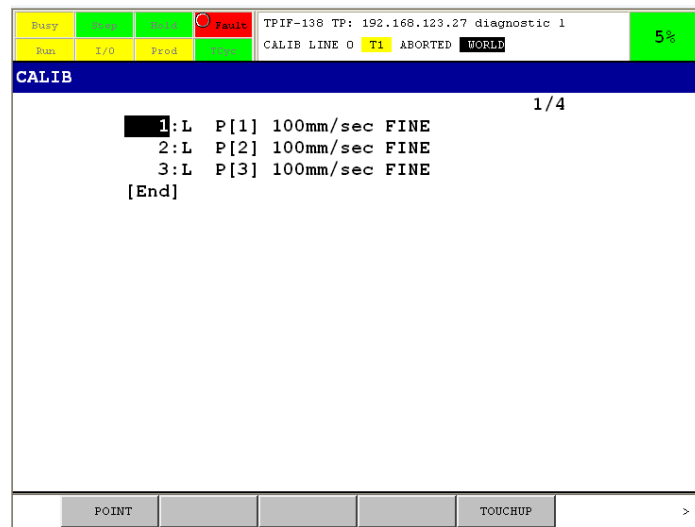 Busy Step Hold Fault TPIF-138 TP: 192.168.123.27 diagnostic 1
Run I/O Prod TCyc CALIB LINE 0 T1 ABORTED WORLD
5%
CALIB
1/4
1:L P[1] 100mm/sec FINE
2:L P[2] 100mm/sec FINE
3:L P[3] 100mm/sec FINE
[End]
POINT TOUCHUP >